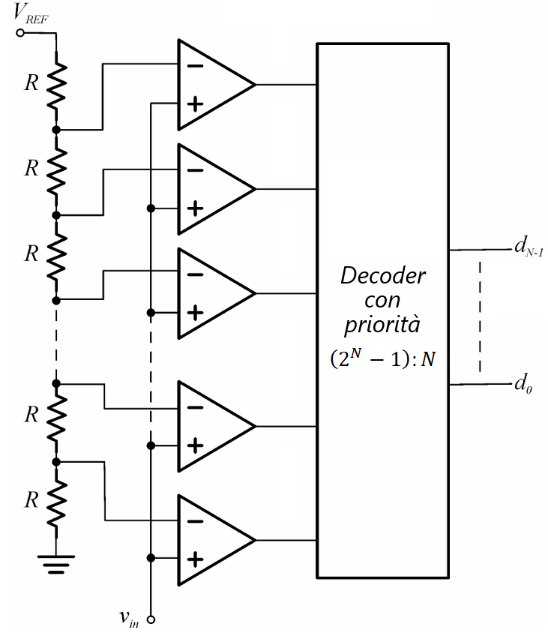 V_REF
R
R
R
R
R
−
+
−
+
−
+
−
+
−
+
Decoder
con
priorità
(2^N − 1): N
d_N-1
d_0
v_in